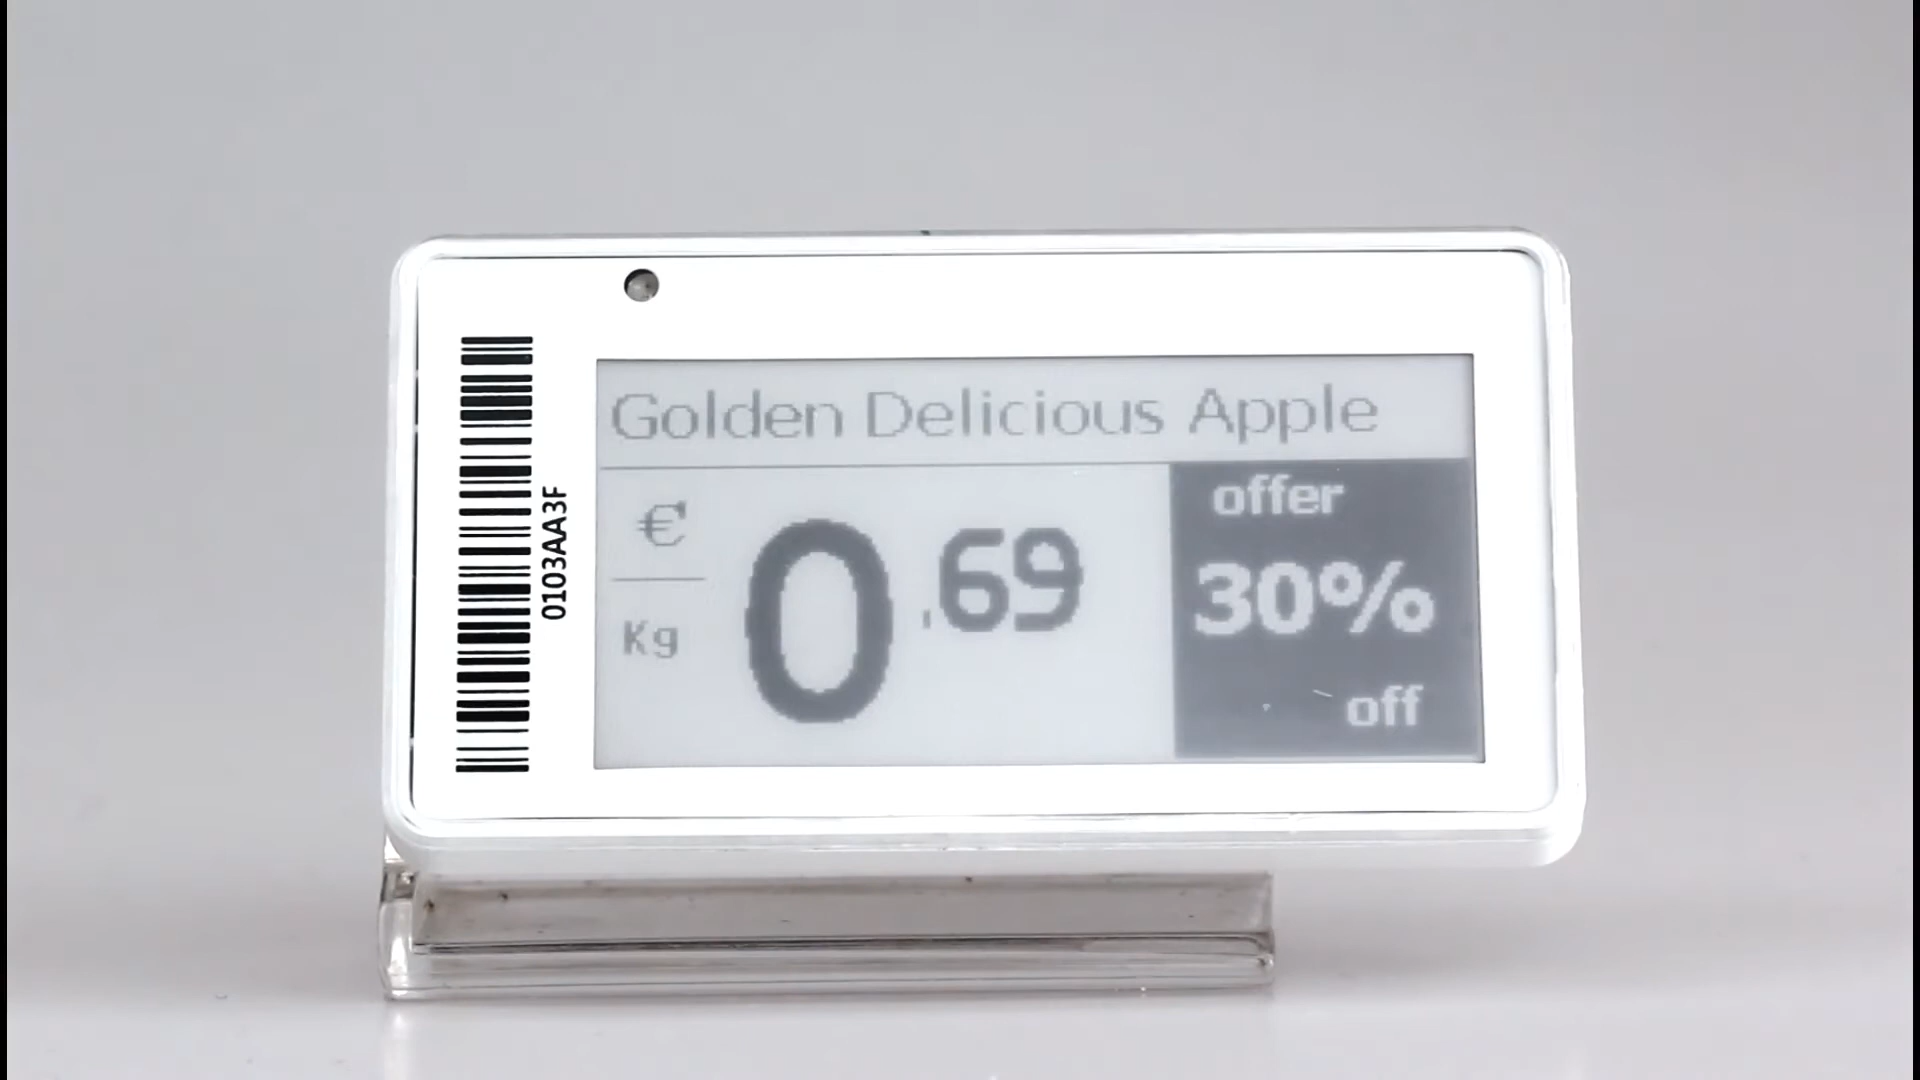 0103AA3F
Golden Delicious Apple
€
Kg
0.69
offer
30%
off